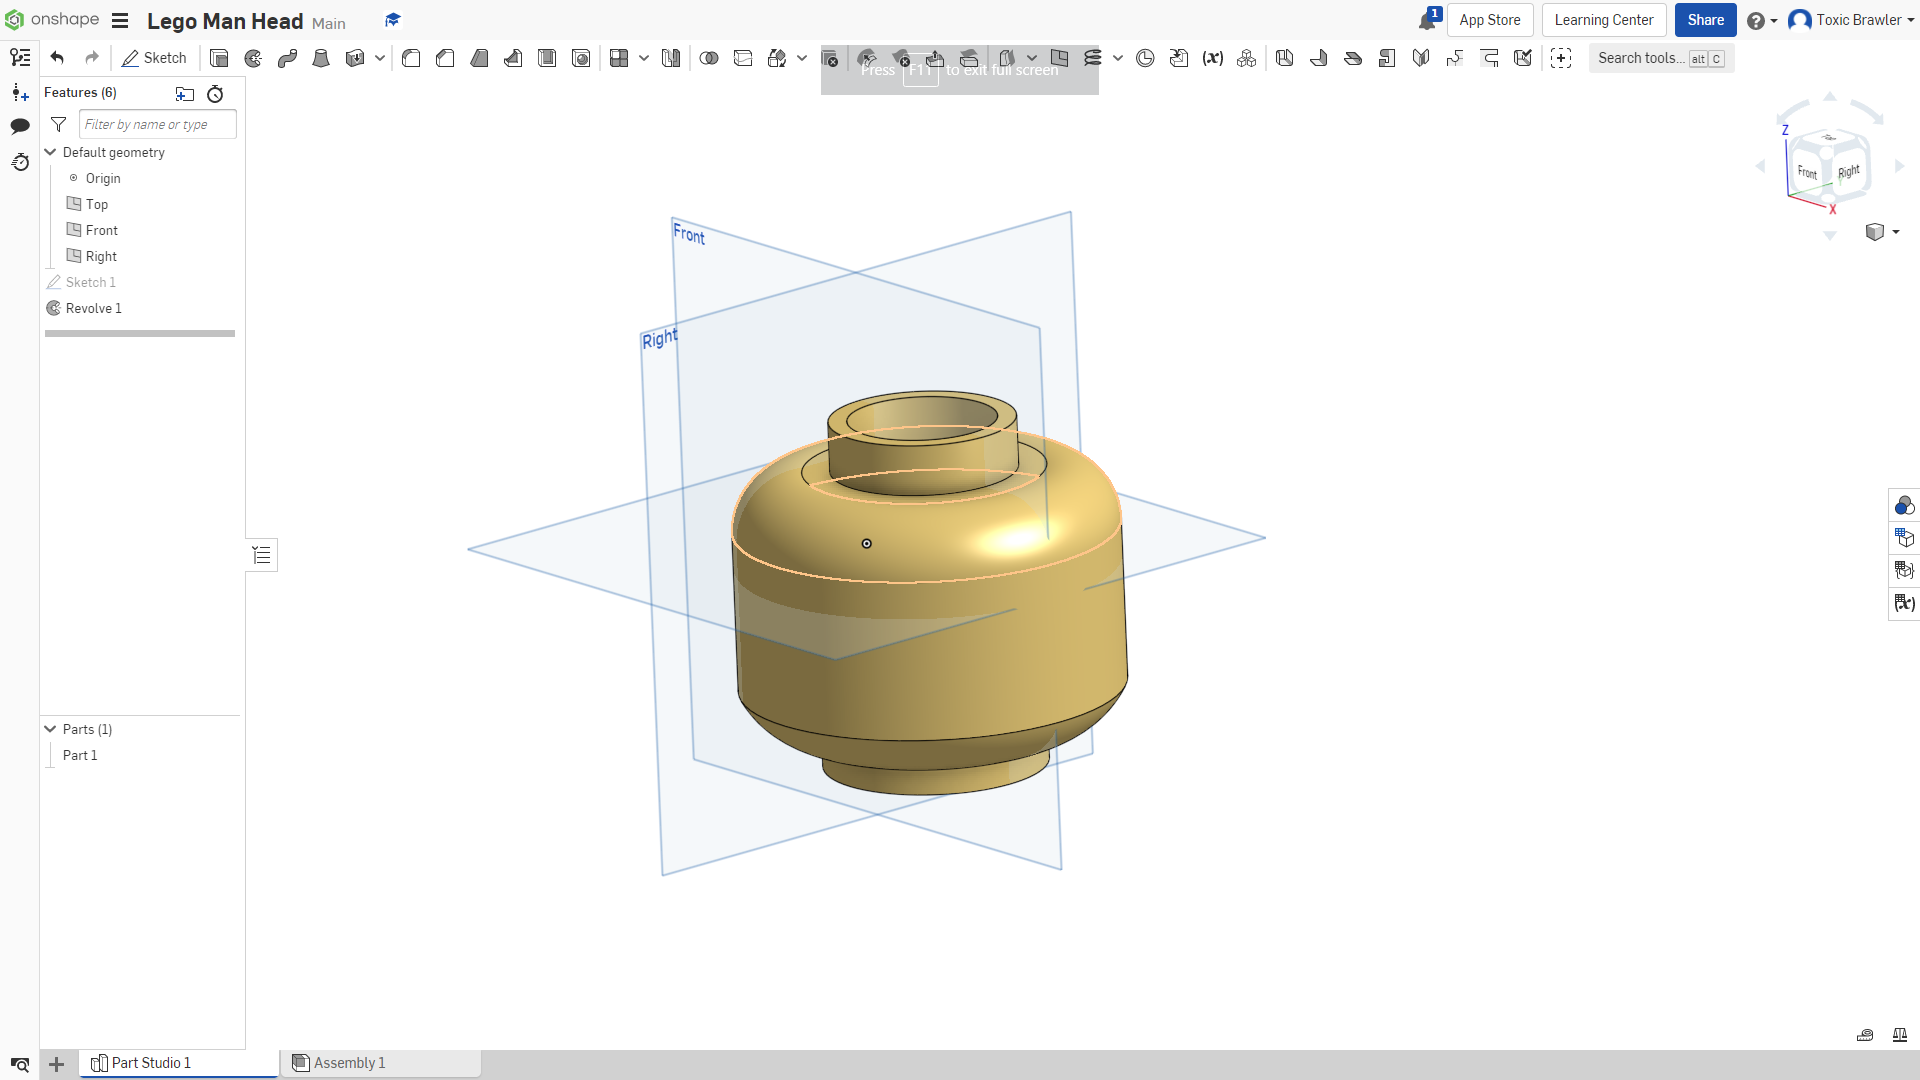 onshape Lego Man Head Main 1 App Store Learning Center Share Toxic Brawler
Sketch (x) Search tools... alt C
Press F11 to exit full screen
Features (6)
Filter by name or type
Default geometry
Origin
Top
Front
Right
Sketch 1
Revolve 1
Parts (1)
Part 1
Front
Right
Z
Top
Front
Right
X
(x)
Part Studio 1
Assembly 1